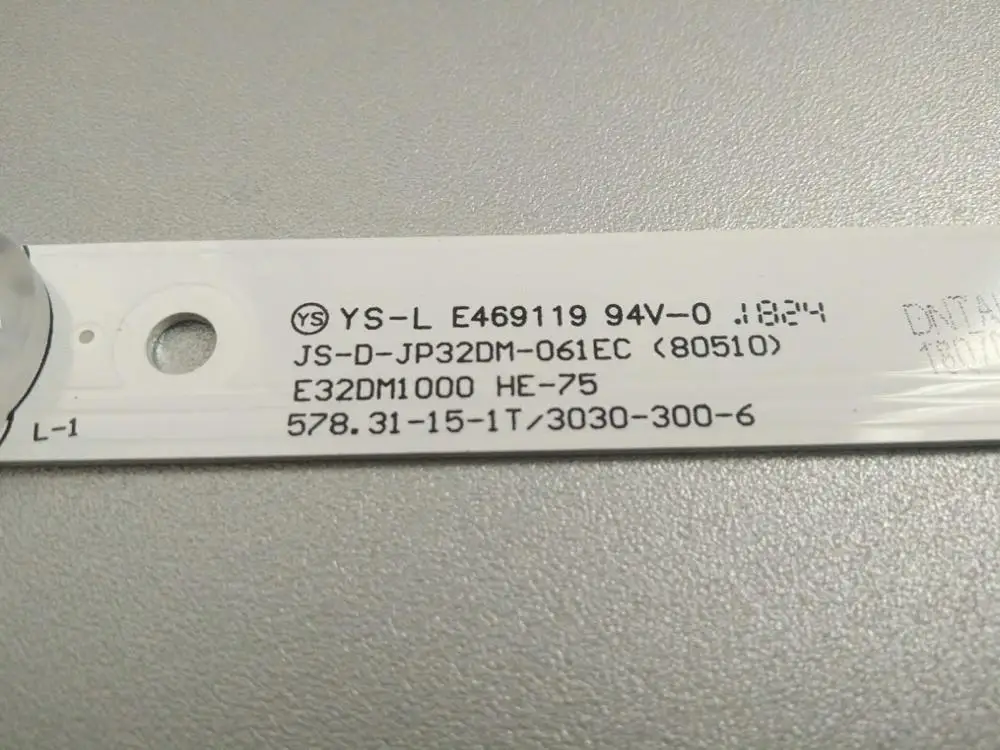 YS YS-L E469119 94V-0 .1824
JS-D-JP32DM-061EC (80510)
E32DM1000 HE-75
578.31-15-1T/3030-300-6
L-1